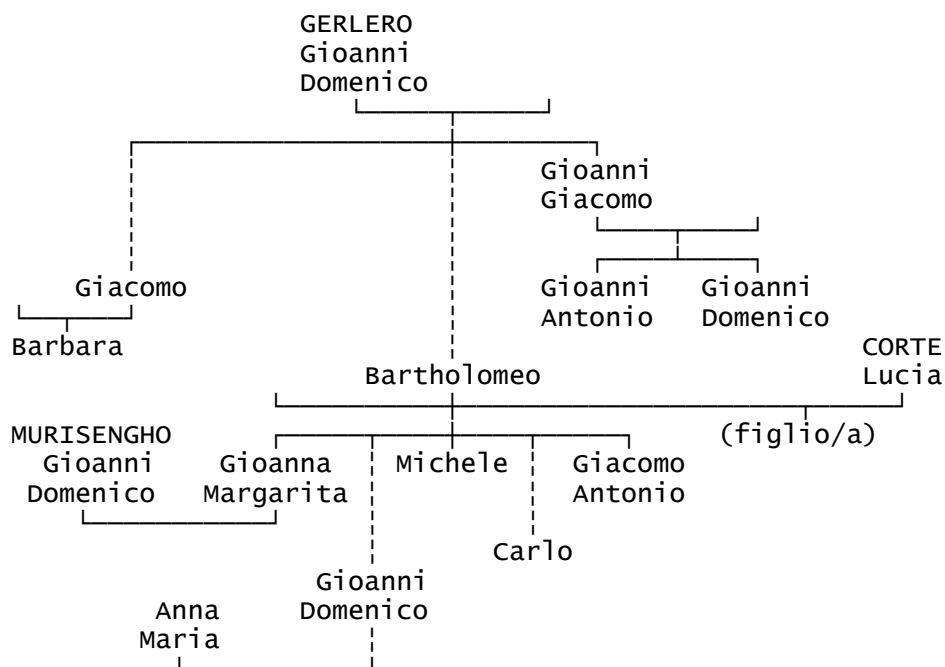 GERLERO
Gioanni
Domenico
Gioanni
Giacomo
Giacomo
Gioanni Gioanni
Antonio Domenico
Barbara
CORTE
Bartholomeo Lucia
MURISENGHO (figlio/a)
Gioanni Gioanna Michele Giacomo
Domenico Margarita Antonio
Carlo
Gioanni
Anna Domenico
Maria